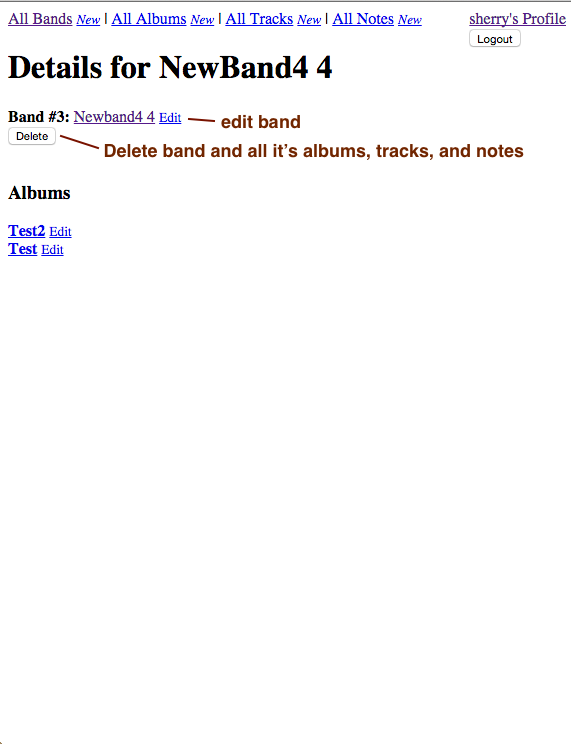 All Bands New | All Albums New | All Tracks New | All Notes New
sherry's Profile
Logout
Details for NewBand4 4
Band #3: Newband4 4 Edit
edit band
Delete
Delete band and all it’s albums, tracks, and notes
Albums
Test2 Edit
Test Edit